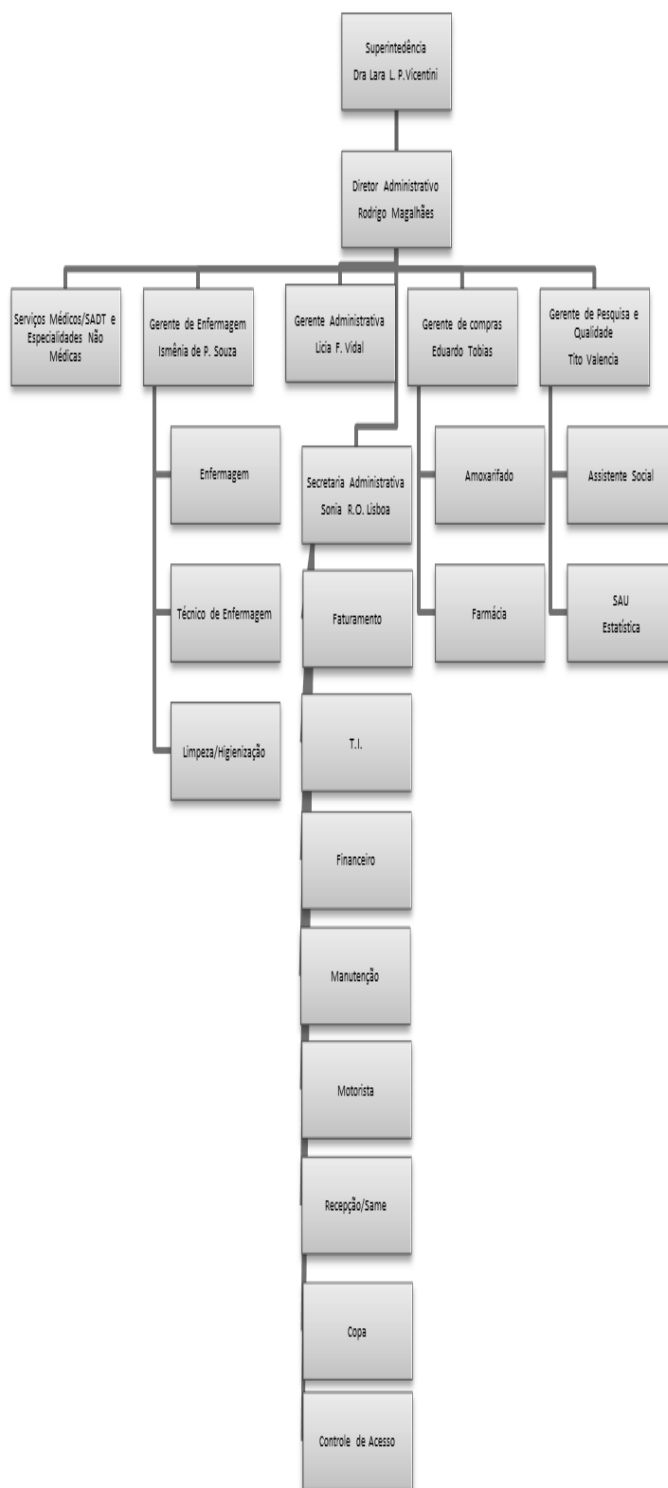 Superintedência
Dra Lara L. P. Vicentini
Diretor Administrativo
Rodrigo Magalhães
Serviços Médicos/SADT e
Especialidades Não
Médicas
Gerente de Enfermagem
Ismênia de P. Souza
Gerente Administrativa
Licia F. Vidal
Gerente de compras
Eduardo Tobias
Gerente de Pesquisa e
Qualidade
Tito Valencia
Enfermagem
Secretaria Administrativa
Sonia R.O. Lisboa
Amoxarifado
Assistente Social
Técnico de Enfermagem
Faturamento
Farmácia
SAU
Estatística
Limpeza/Higienização
T.I.
Financeiro
Manutenção
Motorista
Recepção/Same
Copa
Controle de Acesso